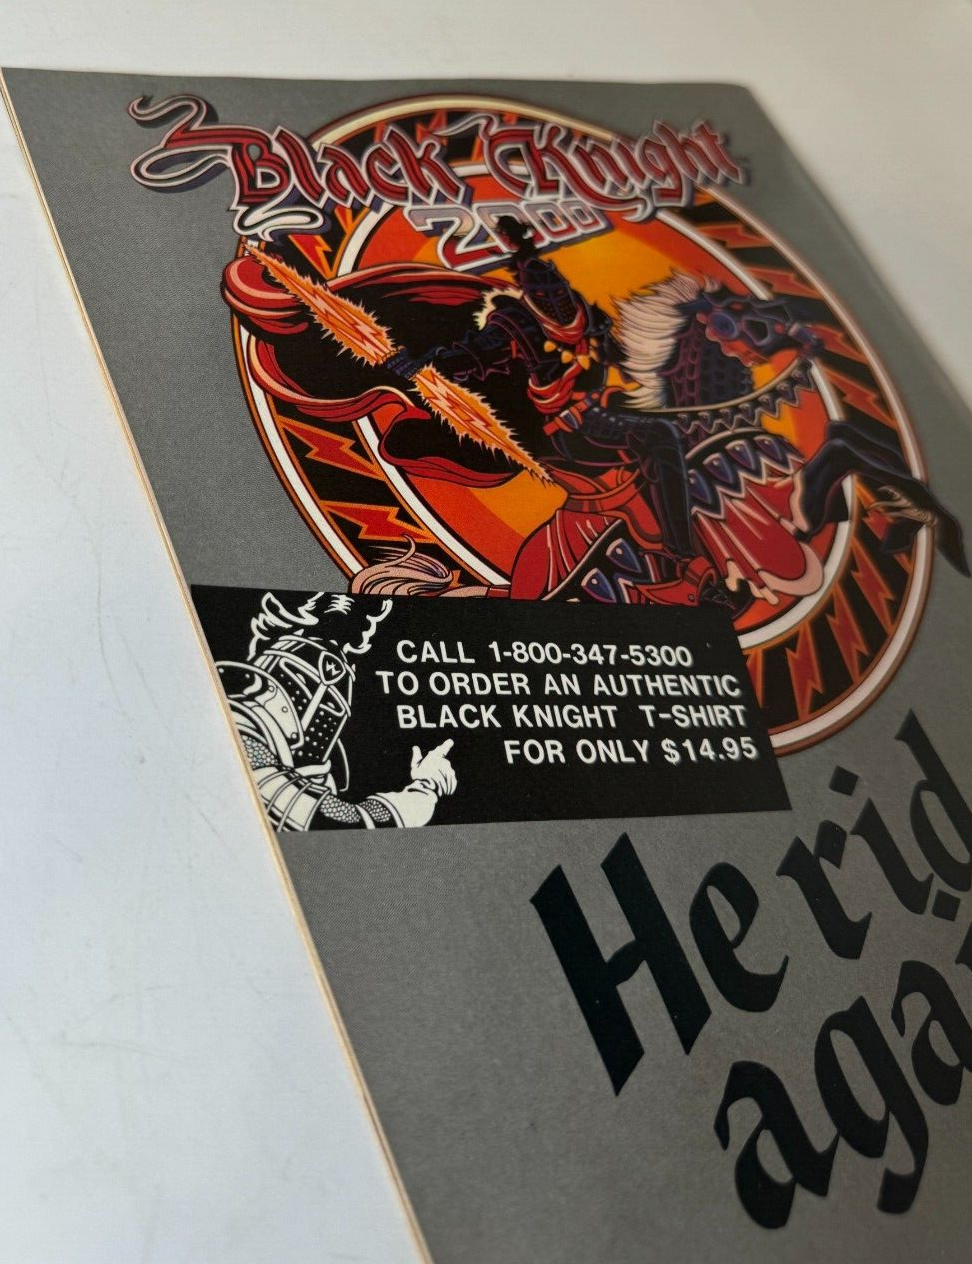 Black Knight
2000
CALL 1-800-347-5300
TO ORDER AN AUTHENTIC
BLACK KNIGHT T-SHIRT
FOR ONLY $14.95
He rid
agai